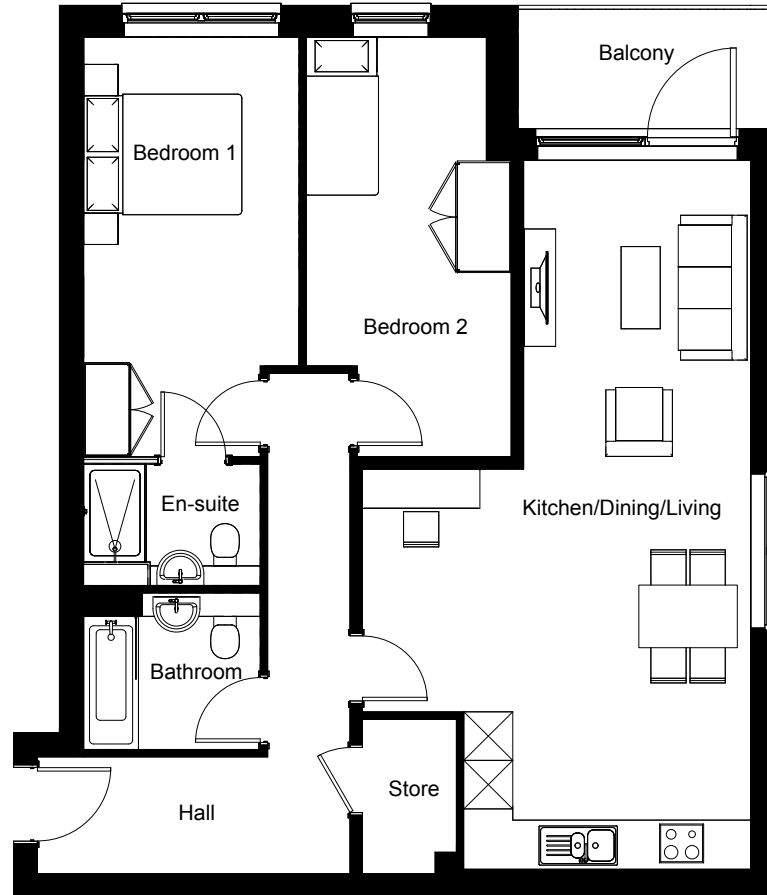 Balcony
Bedroom 1
Bedroom 2
En-suite
Kitchen/Dining/Living
Bathroom
Store
Hall